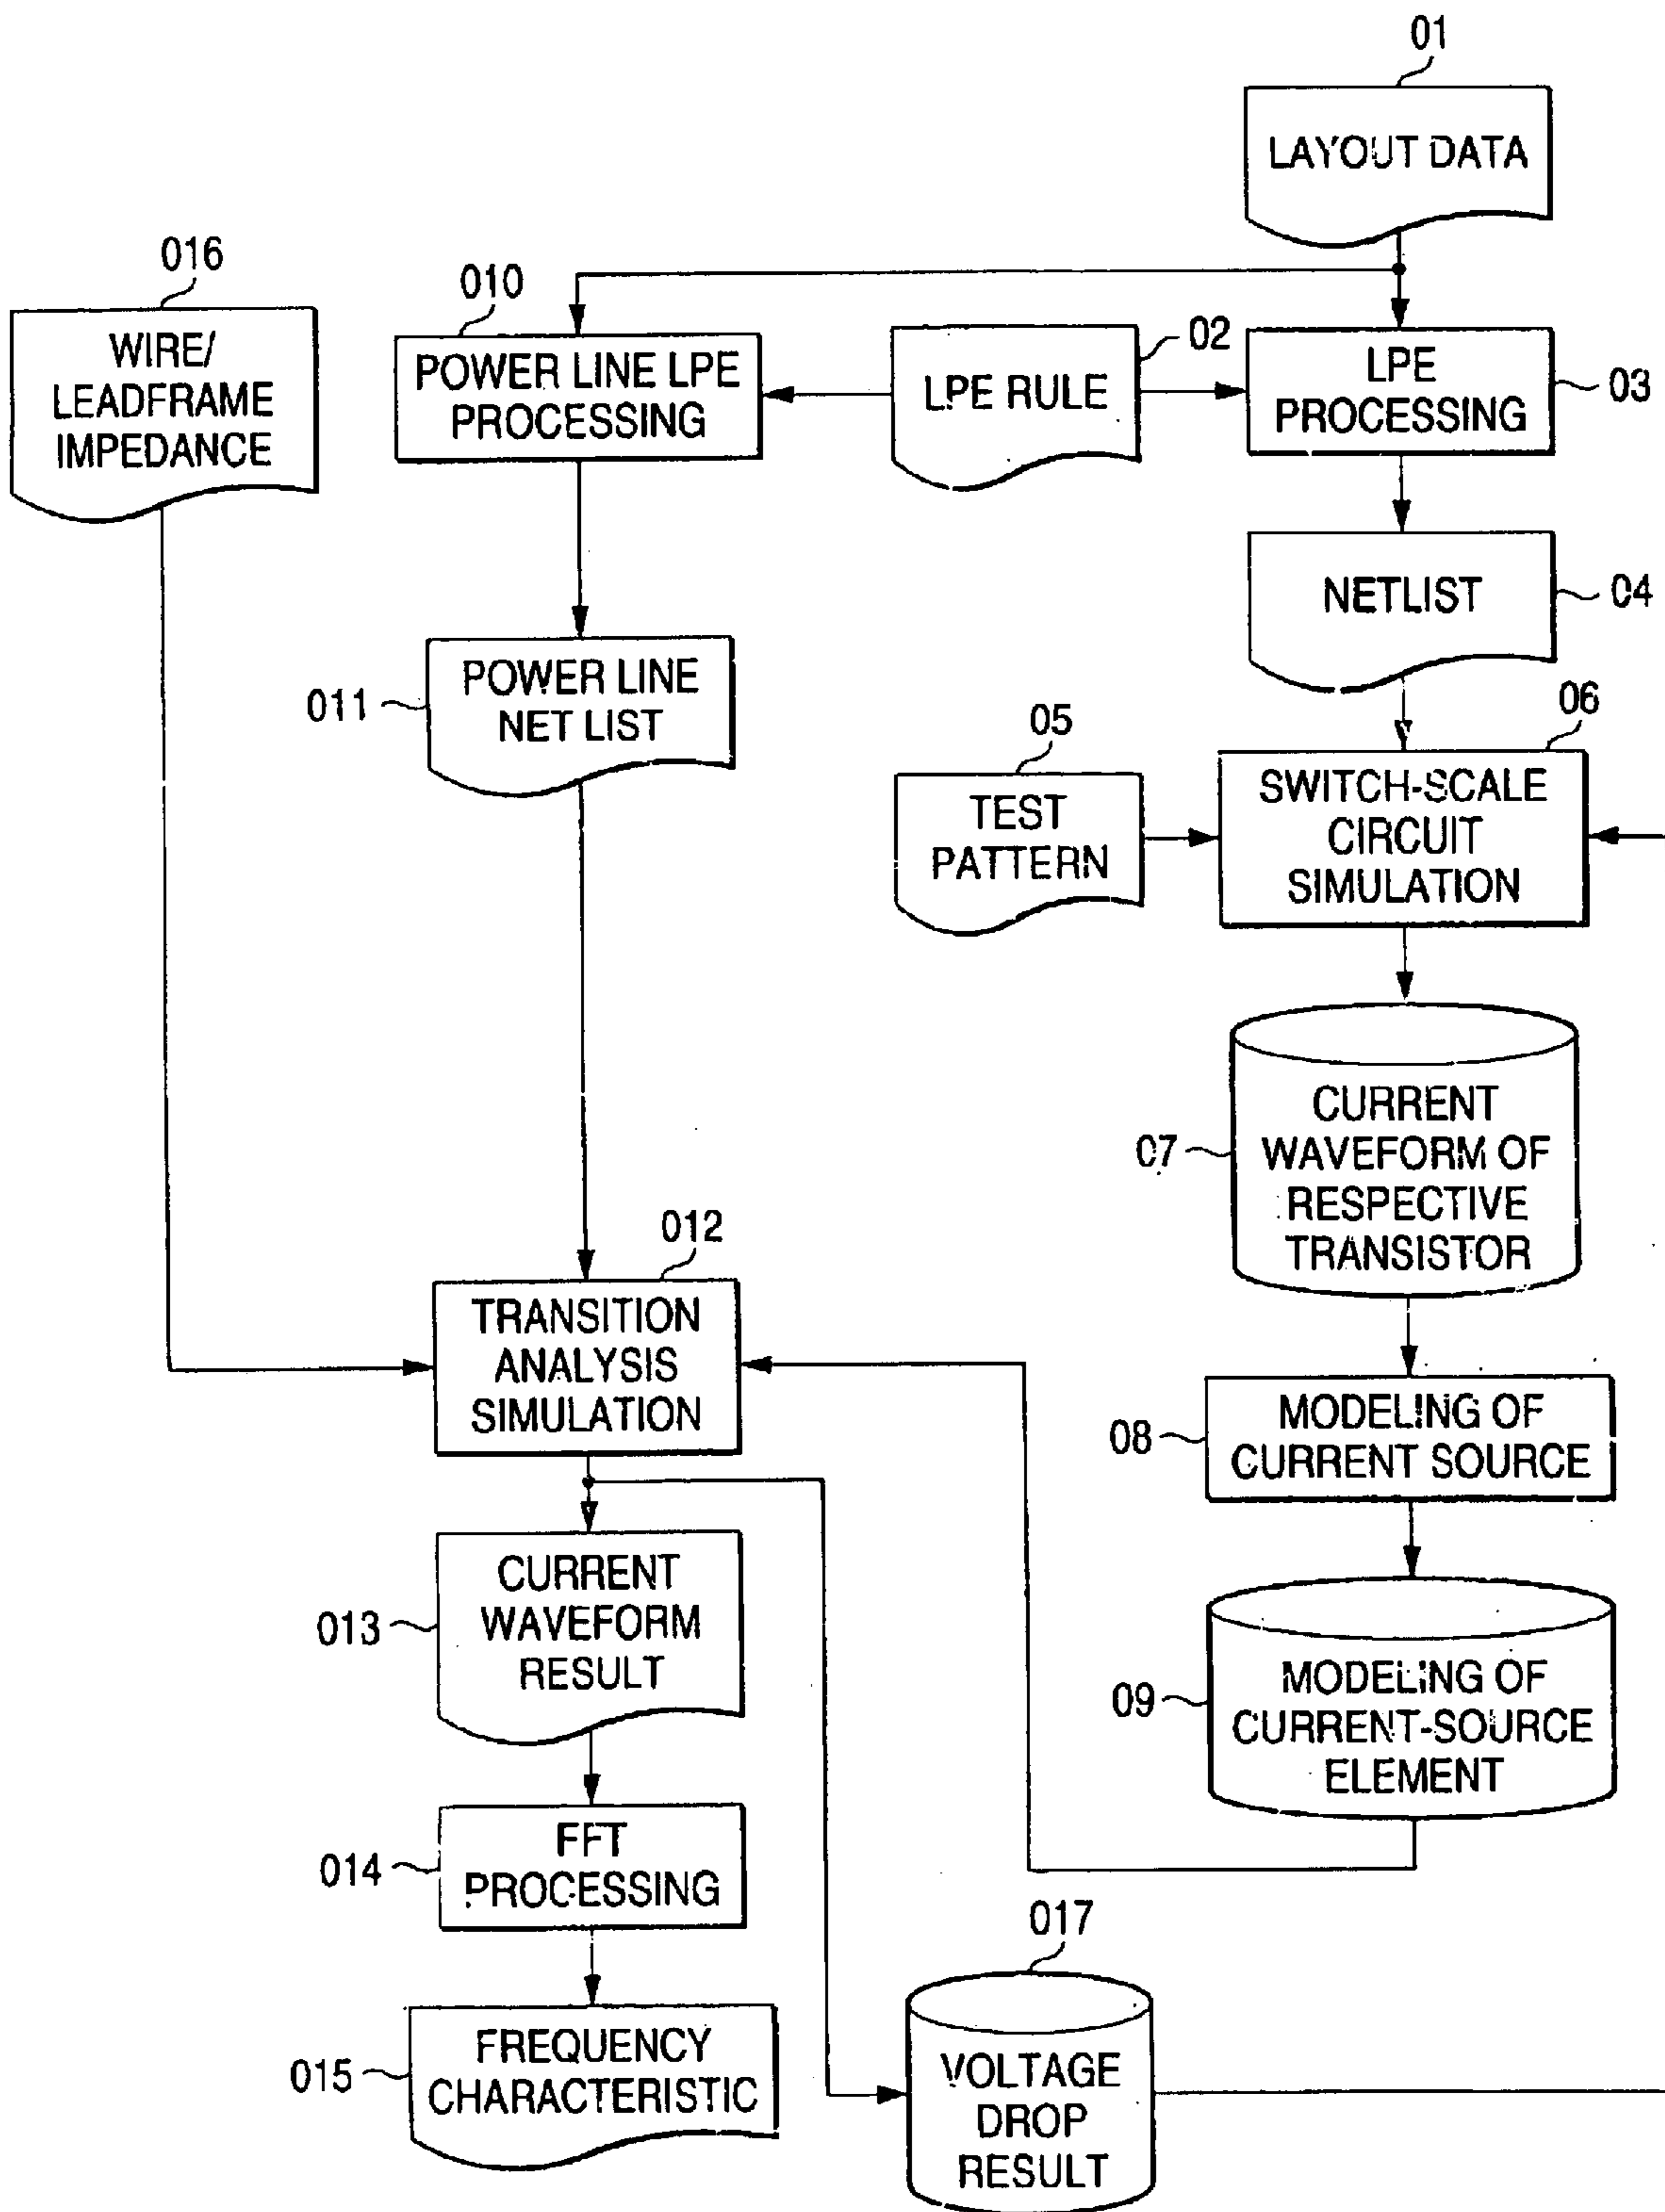 01
LAYOUT DATA
016
WIRE/
LEADFRAME
IMPEDANCE
010
POWER LINE LPE
PROCESSING
02
LPE RULE
LPE
PROCESSING
03
NETLIST
04
011
POWER LINE
NET LIST
05
TEST
PATTERN
06
SWITCH-SCALE
CIRCUIT
SIMULATION
07
CURRENT
WAVEFORM OF
RESPECTIVE
TRANSISTOR
012
TRANSITION
ANALYSIS
SIMULATION
08
MODELING OF
CURRENT SOURCE
013
CURRENT
WAVEFORM
RESULT
09
MODELING OF
CURRENT-SOURCE
ELEMENT
014
FFT
PROCESSING
015
FREQUENCY
CHARACTERISTIC
017
VOLTAGE
DROP
RESULT